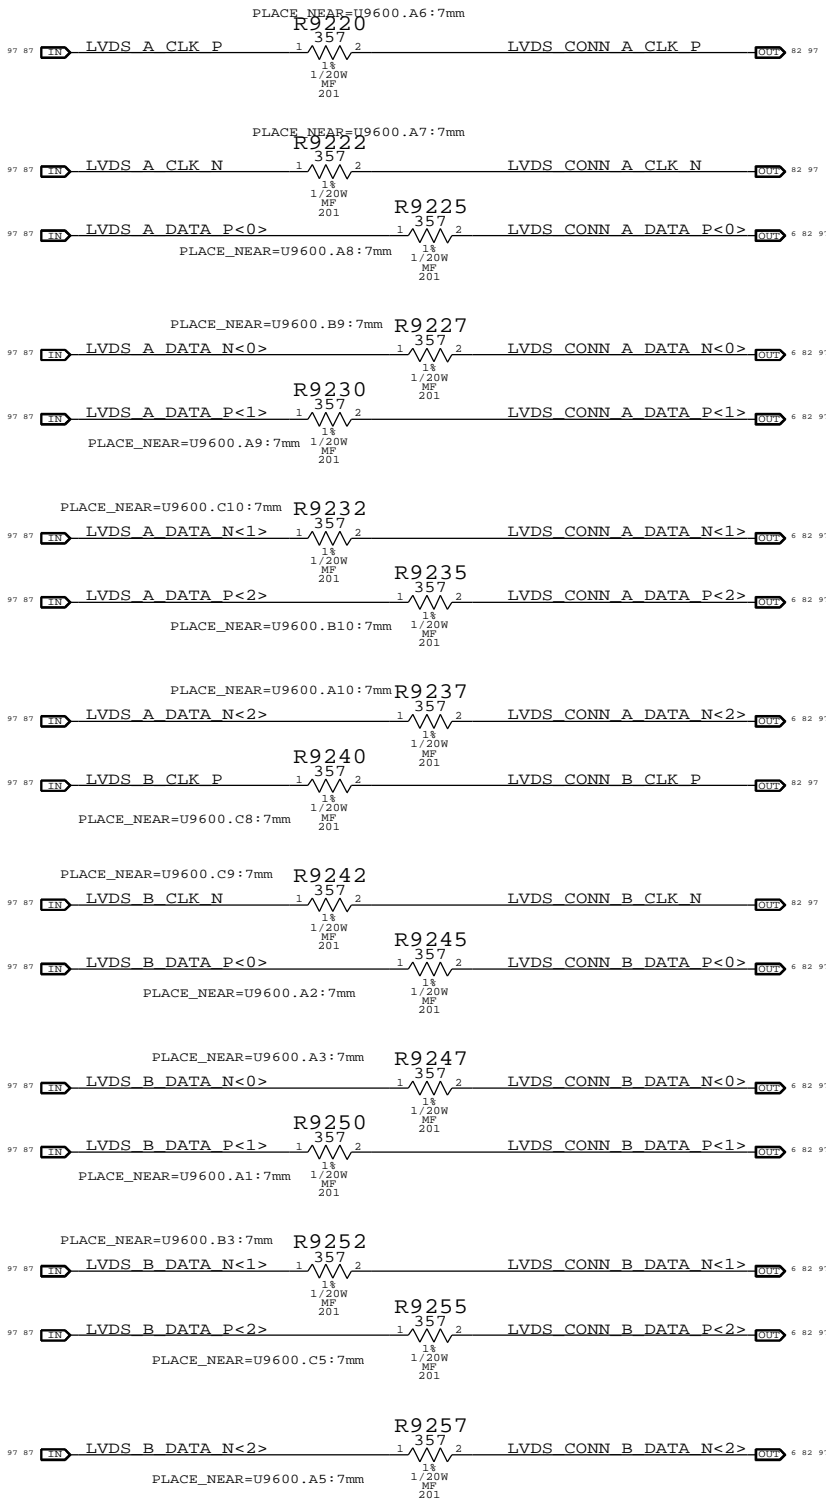 PLACE_NEAR=U9600.A6:7mm
R9220
357
97 87 IN LVDS_A_CLK_P 1 2 LVDS_CONN_A_CLK_P OUT 82 97
1%
1/20W
MF
201
PLACE_NEAR=U9600.A7:7mm
R9222
357
97 87 IN LVDS_A_CLK_N 1 2 LVDS_CONN_A_CLK_N OUT 82 97
1%
1/20W
MF
201
R9225
357
97 87 IN LVDS_A_DATA_P<0> 1 2 LVDS_CONN_A_DATA_P<0> OUT 6 82 97
PLACE_NEAR=U9600.A8:7mm 1%
1/20W
MF
201
PLACE_NEAR=U9600.B9:7mm R9227
357
97 87 IN LVDS_A_DATA_N<0> 1 2 LVDS_CONN_A_DATA_N<0> OUT 6 82 97
1%
1/20W
MF
201
R9230
357
97 87 IN LVDS_A_DATA_P<1> 1 2 LVDS_CONN_A_DATA_P<1> OUT 6 82 97
1%
PLACE_NEAR=U9600.A9:7mm 1/20W
MF
201
PLACE_NEAR=U9600.C10:7mm R9232
357
97 87 IN LVDS_A_DATA_N<1> 1 2 LVDS_CONN_A_DATA_N<1> OUT 6 82 97
1%
1/20W
MF
201
R9235
357
97 87 IN LVDS_A_DATA_P<2> 1 2 LVDS_CONN_A_DATA_P<2> OUT 6 82 97
1%
PLACE_NEAR=U9600.B10:7mm 1/20W
MF
201
PLACE_NEAR=U9600.A10:7mm R9237
357
97 87 IN LVDS_A_DATA_N<2> 1 2 LVDS_CONN_A_DATA_N<2> OUT 6 82 97
1%
1/20W
MF
201
R9240
357
97 87 IN LVDS_B_CLK_P 1 2 LVDS_CONN_B_CLK_P OUT 82 97
1%
1/20W
PLACE_NEAR=U9600.C8:7mm MF
201
PLACE_NEAR=U9600.C9:7mm R9242
357
97 87 IN LVDS_B_CLK_N 1 2 LVDS_CONN_B_CLK_N OUT 82 97
1%
1/20W
MF
201
R9245
357
97 87 IN LVDS_B_DATA_P<0> 1 2 LVDS_CONN_B_DATA_P<0> OUT 6 82 97
1%
PLACE_NEAR=U9600.A2:7mm 1/20W
MF
201
PLACE_NEAR=U9600.A3:7mm R9247
357
97 87 IN LVDS_B_DATA_N<0> 1 2 LVDS_CONN_B_DATA_N<0> OUT 6 82 97
1%
1/20W
MF
201
R9250
357
97 87 IN LVDS_B_DATA_P<1> 1 2 LVDS_CONN_B_DATA_P<1> OUT 6 82 97
1%
PLACE_NEAR=U9600.A1:7mm 1/20W
MF
201
PLACE_NEAR=U9600.B3:7mm R9252
357
97 87 IN LVDS_B_DATA_N<1> 1 2 LVDS_CONN_B_DATA_N<1> OUT 6 82 97
1%
1/20W
MF
201
R9255
357
97 87 IN LVDS_B_DATA_P<2> 1 2 LVDS_CONN_B_DATA_P<2> OUT 6 82 97
1%
PLACE_NEAR=U9600.C5:7mm 1/20W
MF
201
R9257
357
97 87 IN LVDS_B_DATA_N<2> 1 2 LVDS_CONN_B_DATA_N<2> OUT 6 82 97
1%
PLACE_NEAR=U9600.A5:7mm 1/20W
MF
201